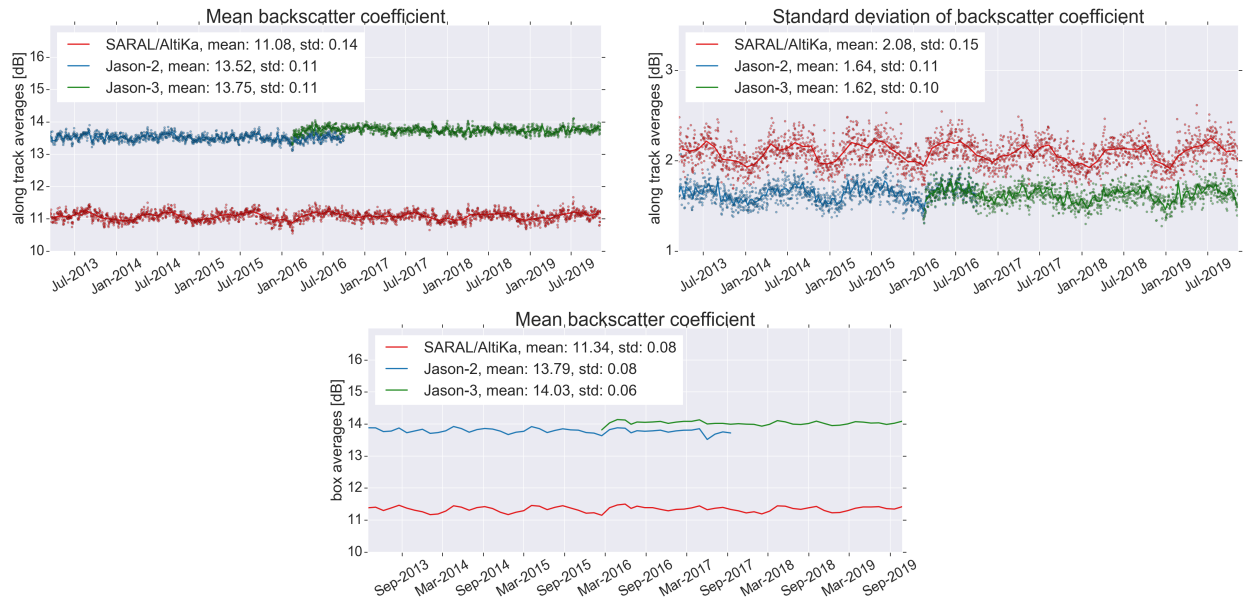 Mean backscatter coefficient
along track averages [dB]
16
15
14
13
12
11
10
SARAL/AltiKa, mean: 11.08, std: 0.14
Jason-2, mean: 13.52, std: 0.11
Jason-3, mean: 13.75, std: 0.11
Jul-2013
Jan-2014
Jul-2014
Jan-2015
Jul-2015
Jan-2016
Jul-2016
Jan-2017
Jul-2017
Jan-2018
Jul-2018
Jan-2019
Jul-2019
Standard deviation of backscatter coefficient
along track averages [dB]
3
2
1
SARAL/AltiKa, mean: 2.08, std: 0.15
Jason-2, mean: 1.64, std: 0.11
Jason-3, mean: 1.62, std: 0.10
Jul-2013
Jan-2014
Jul-2014
Jan-2015
Jul-2015
Jan-2016
Jul-2016
Jan-2017
Jul-2017
Jan-2018
Jul-2018
Jan-2019
Jul-2019
Mean backscatter coefficient
box averages [dB]
16
15
14
13
12
11
10
SARAL/AltiKa, mean: 11.34, std: 0.08
Jason-2, mean: 13.79, std: 0.08
Jason-3, mean: 14.03, std: 0.06
Sep-2013
Mar-2014
Sep-2014
Mar-2015
Sep-2015
Mar-2016
Sep-2016
Mar-2017
Sep-2017
Mar-2018
Sep-2018
Mar-2019
Sep-2019